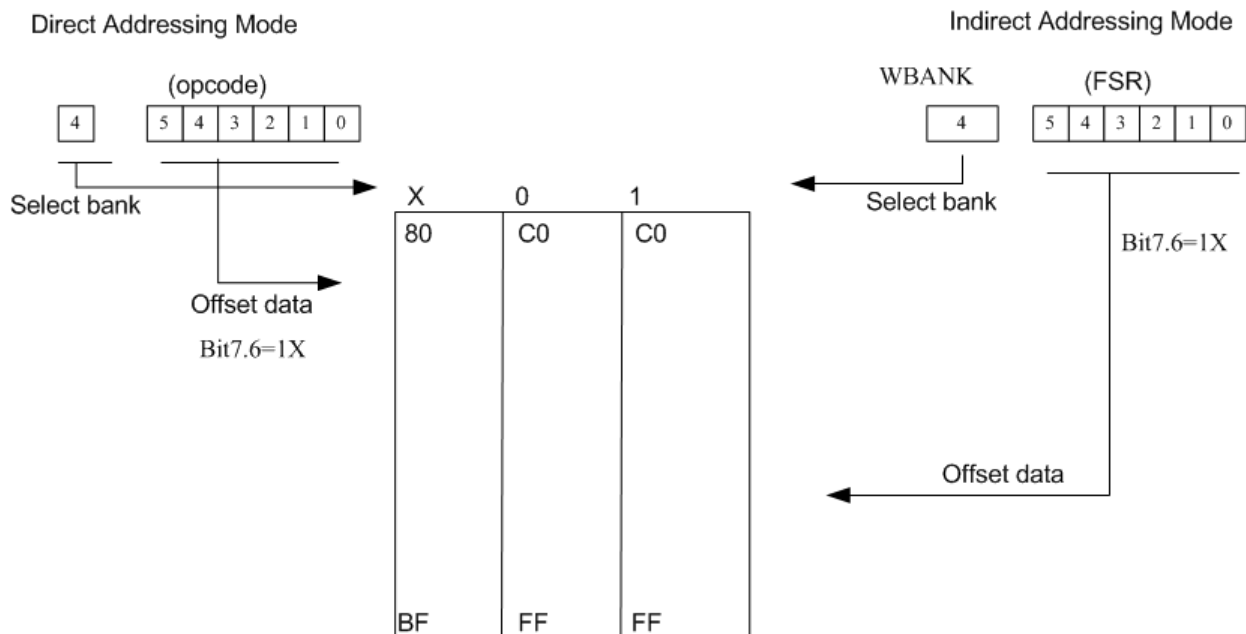 Direct Addressing Mode
Indirect Addressing Mode
(opcode)
WBANK
(FSR)
4
5 4 3 2 1 0
4
5 4 3 2 1 0
Select bank
Select bank
X 0 1
80 C0 C0
Bit7.6=1X
Offset data
Bit7.6=1X
Offset data
BF FF FF